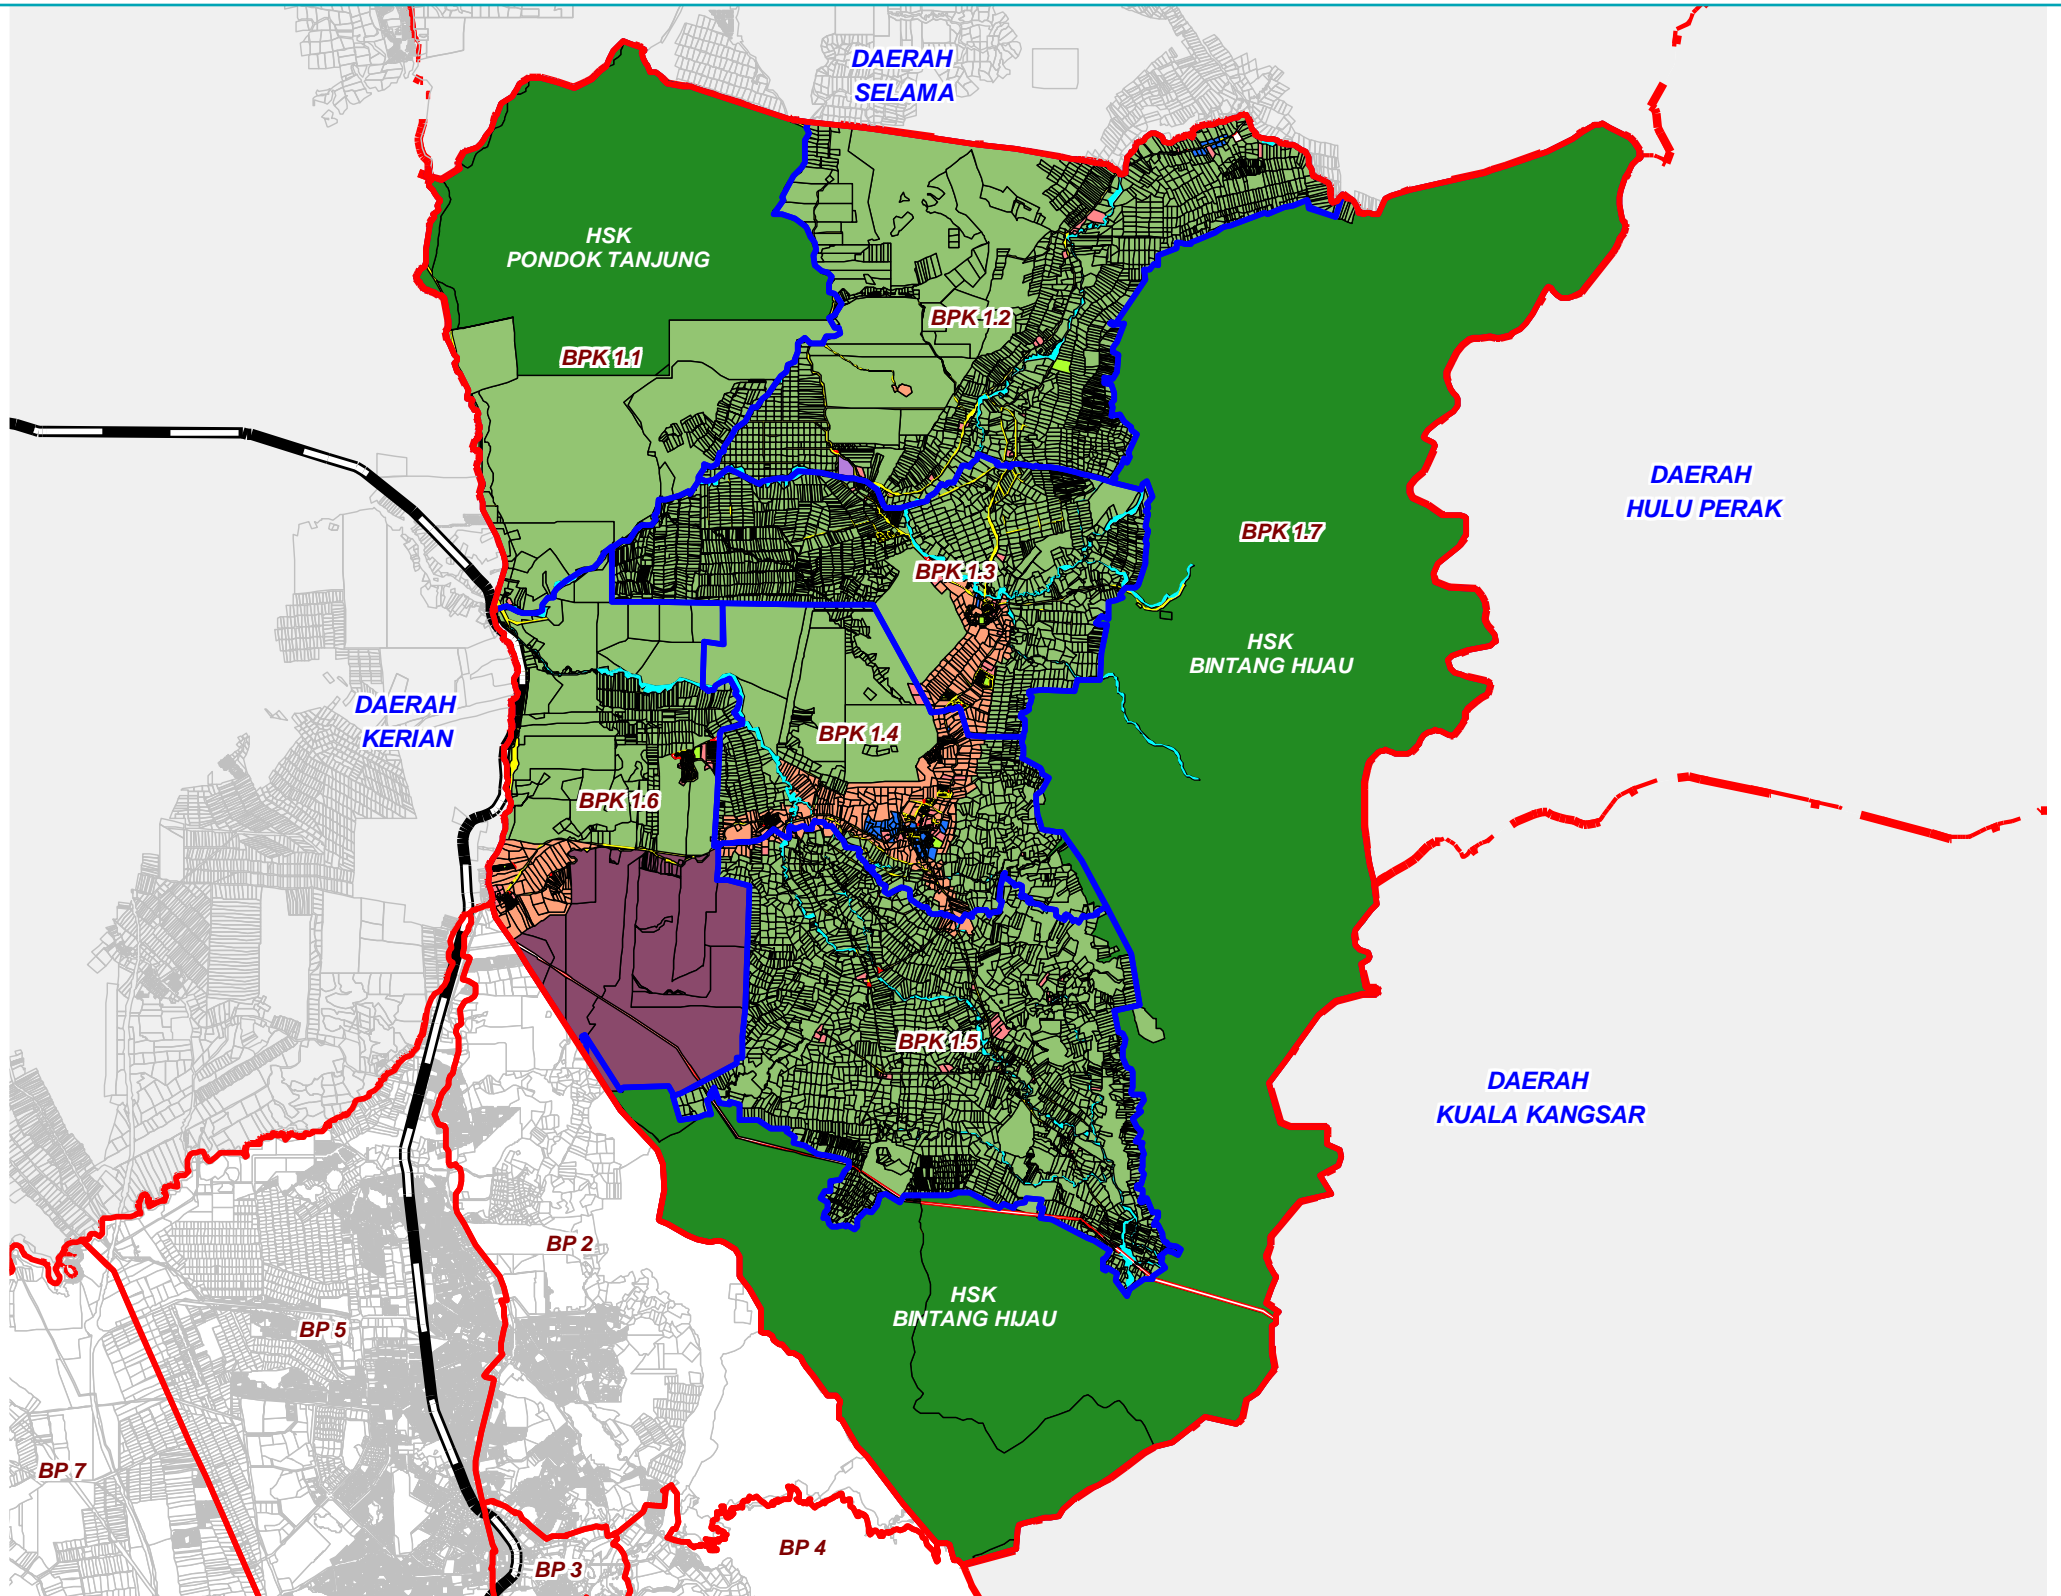 DAERAH
SELAMA
HSK
PONDOK TANJUNG
BPK 1.2
BPK 1.1
DAERAH
HULU PERAK
BPK 1.7
BPK 1.3
HSK
BINTANG HIJAU
DAERAH
KERIAN
BPK 1.4
BPK 1.6
BPK 1.5
DAERAH
KUALA KANGSAR
BP 2
HSK
BINTANG HIJAU
BP 5
BP 7
BP 4
BP 3